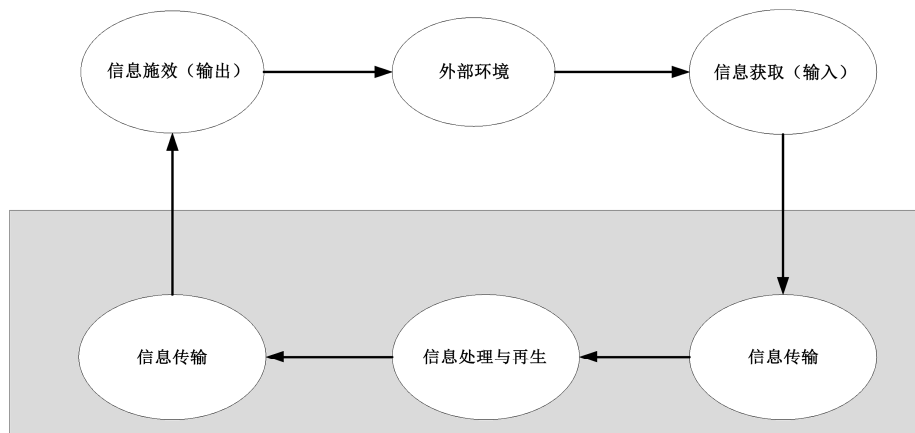 信息施效（输出）
外部环境
信息获取（输入）
信息传输
信息处理与再生
信息传输